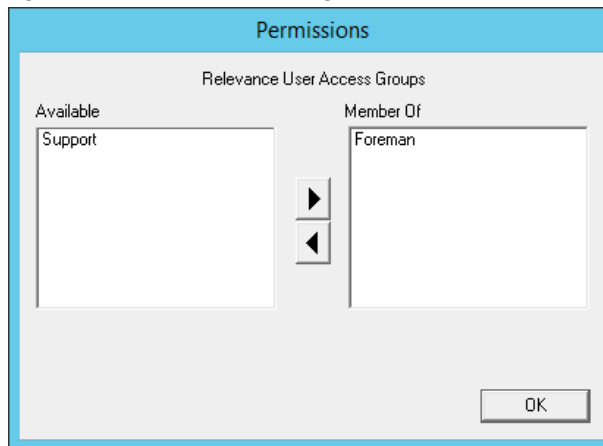 Permissions
Relevance User Access Groups
Available
Member Of
Support
Foreman
OK